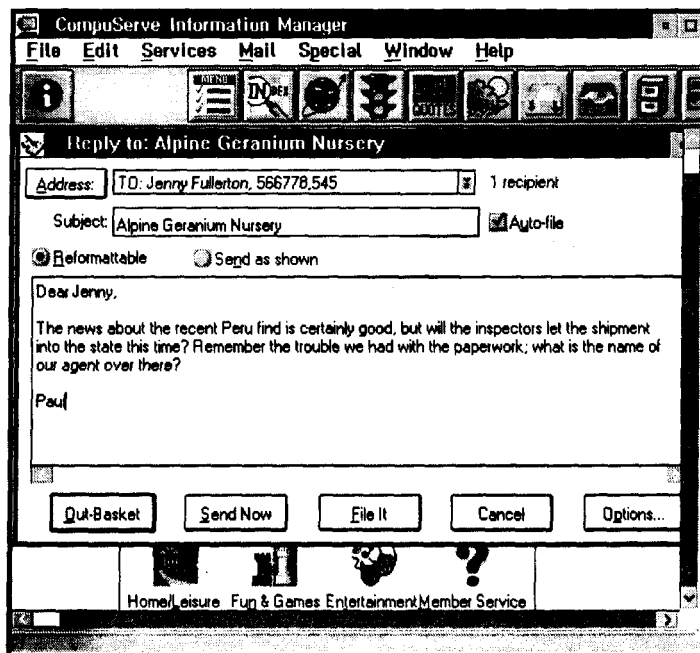 CompuServe Information Manager
File Edit Services Mail Special Window Help
MENU INDEX QUOTES
Reply to: Alpine Geranium Nursery
Address: TO: Jenny Fullerton, 566778,545 1 recipient
Subject: Alpine Geranium Nursery Auto-file
Reformattable Send as shown
Dear Jenny,
The news about the recent Peru find is certainly good, but will the inspectors let the shipment
into the state this time? Remember the trouble we had with the paperwork; what is the name of
our agent over there?
Paul
Out-Basket Send Now File It Cancel Options...
Home/Leisure Fun & Games Entertainment Member Service